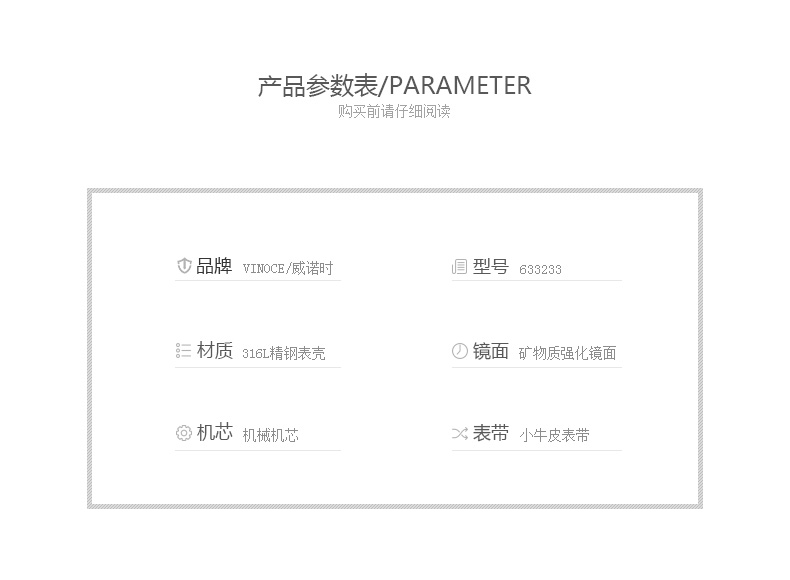 产品参数表/PARAMETER
购买前请仔细阅读
品牌 VINOCE/威诺时
型号 633233
材质 316L精钢表壳
镜面 矿物质强化镜面
机芯 机械机芯
表带 小牛皮表带